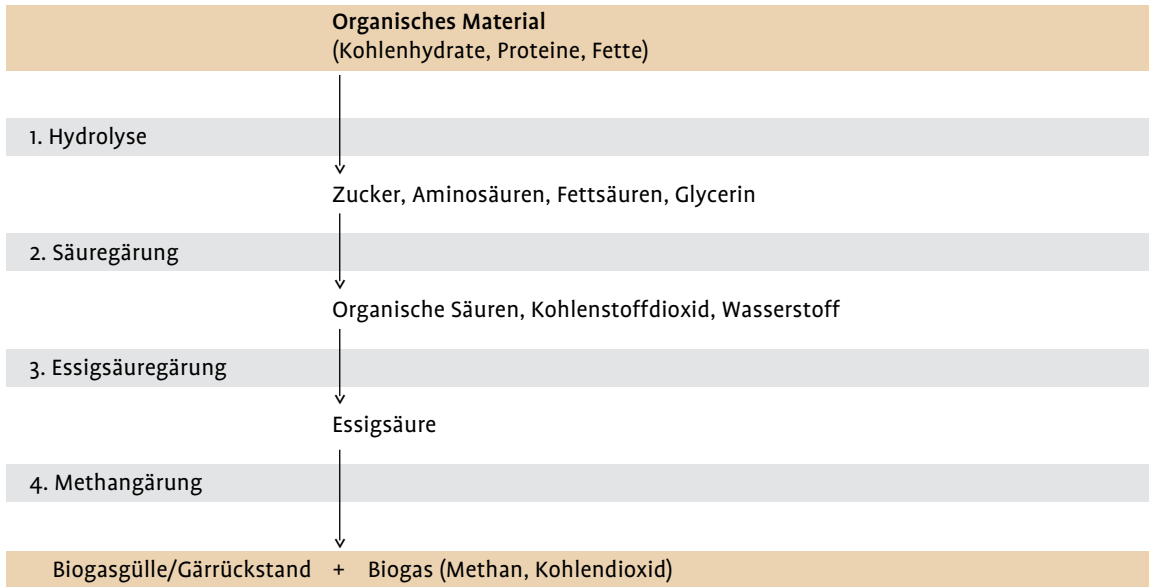 Organisches Material
(Kohlenhydrate, Proteine, Fette)
1. Hydrolyse
Zucker, Aminosäuren, Fettsäuren, Glycerin
2. Säuregärung
Organische Säuren, Kohlenstoffdioxid, Wasserstoff
3. Essigsäuregärung
Essigsäure
4. Methangärung
Biogasgülle/Gärrückstand + Biogas (Methan, Kohlendioxid)